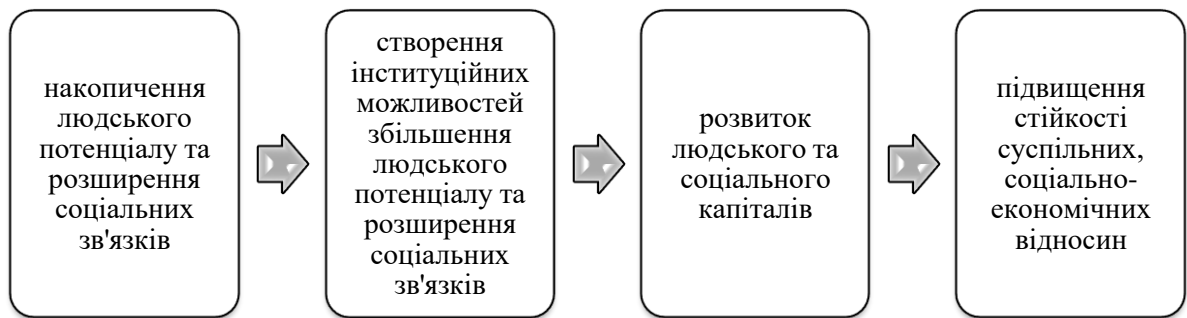 накопичення
людського
потенціалу та
розширення
соціальних
зв'язків
створення
інституційних
можливостей
збільшення
людського
потенціалу та
розширення
соціальних
зв'язків
розвиток
людського та
соціального
капіталів
підвищення
стійкості
суспільних,
соціально-
економічних
відносин